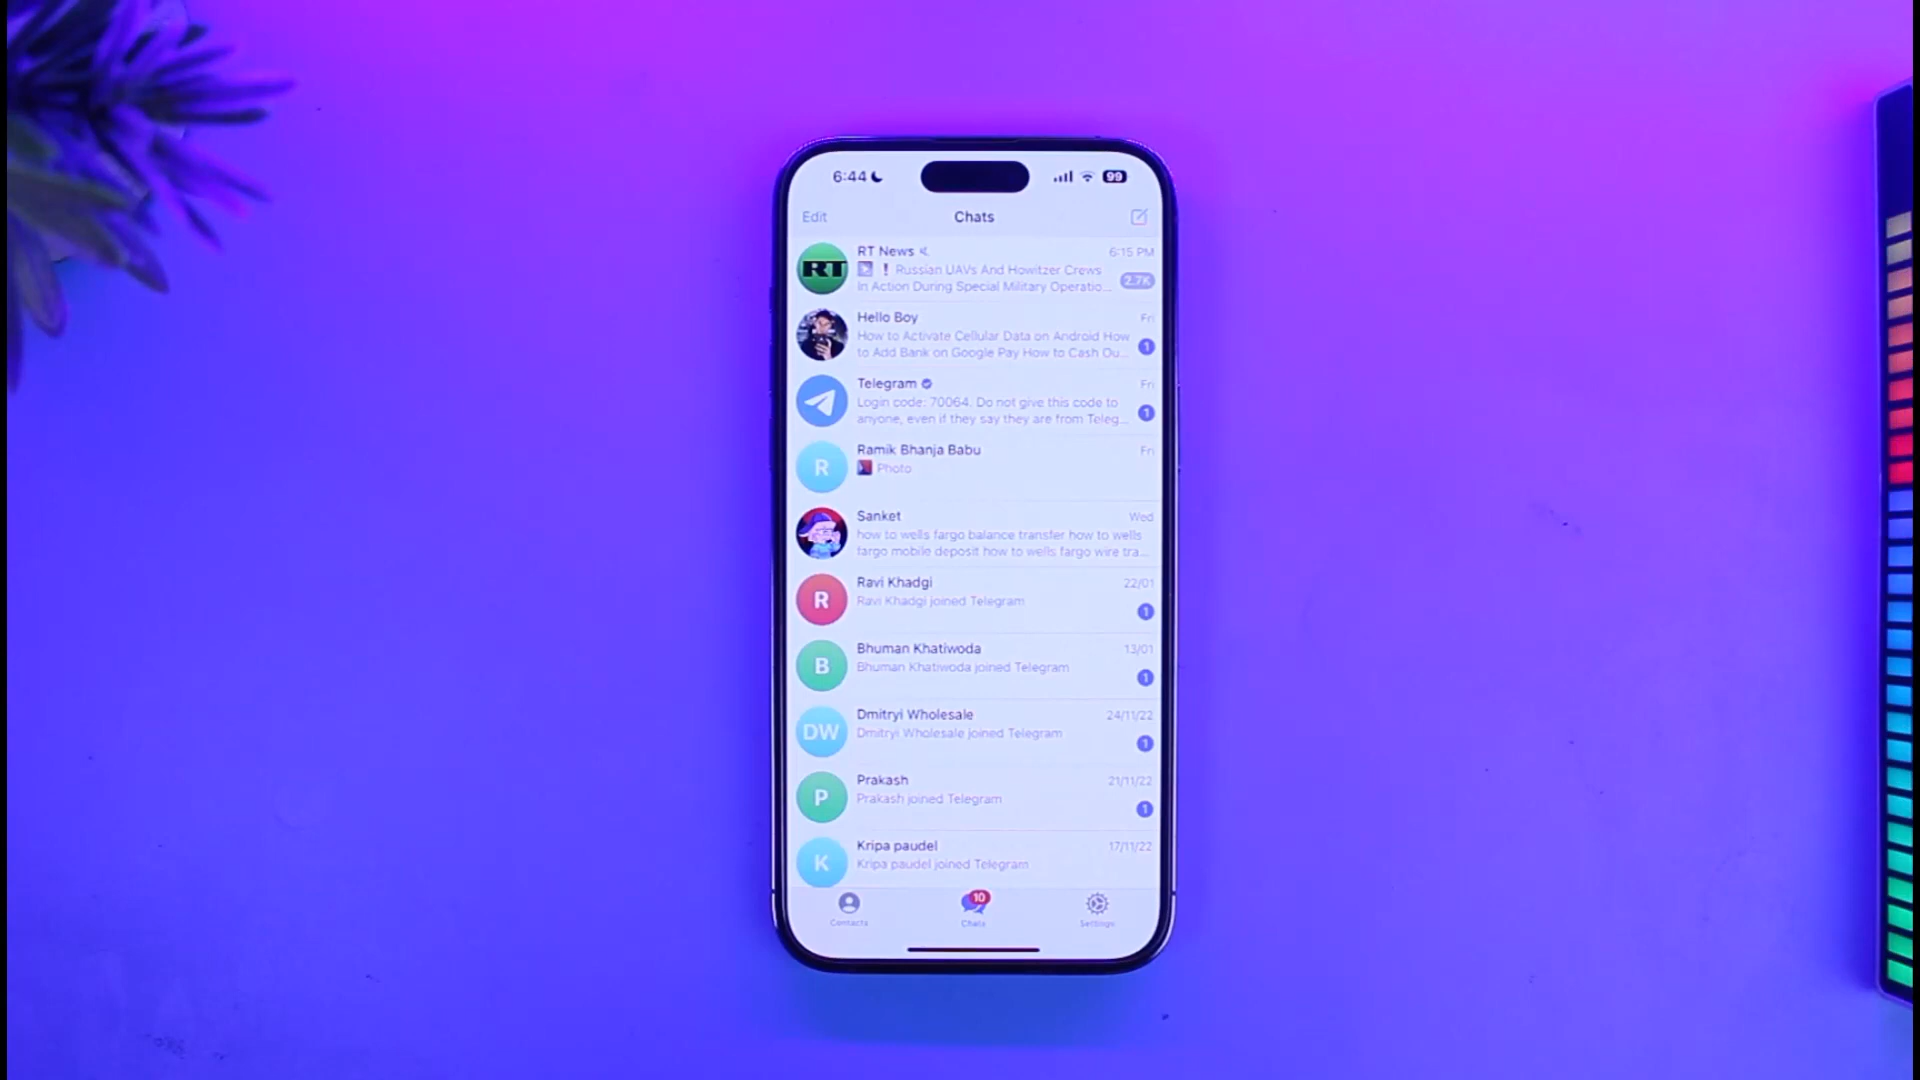 6:44
99
Edit
Chats
RT
RT News
6:15 PM
! Russian UAVs And Howitzer Crews
In Action During Special Military Operatio...
2.7K
Hello Boy
Fri
How to Activate Cellular Data on Android How
to Add Bank on Google Pay How to Cash Ou...
1
Telegram
Fri
Login code: 70064. Do not give this code to
anyone, even if they say they are from Teleg...
1
R
Ramik Bhanja Babu
Fri
Photo
Sanket
Wed
how to wells fargo balance transfer how to wells
fargo mobile deposit how to wells fargo wire tra...
R
Ravi Khadgi
22/01
Ravi Khadgi joined Telegram
1
B
Bhuman Khatiwoda
13/01
Bhuman Khatiwoda joined Telegram
1
DW
Dmitryi Wholesale
24/11/22
Dmitryi Wholesale joined Telegram
1
P
Prakash
21/11/22
Prakash joined Telegram
1
K
Kripa paudel
17/11/22
Kripa paudel joined Telegram
10
Contacts
Chats
Settings